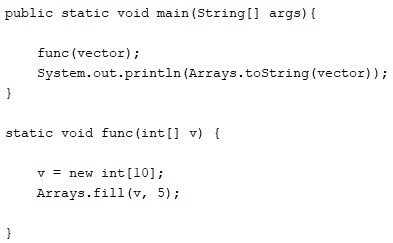 public static void main(String[] args){
func(vector);
System.out.println(Arrays.toString(vector));
}
static void func(int[] v) {
v = new int[10];
Arrays.fill(v, 5);
}